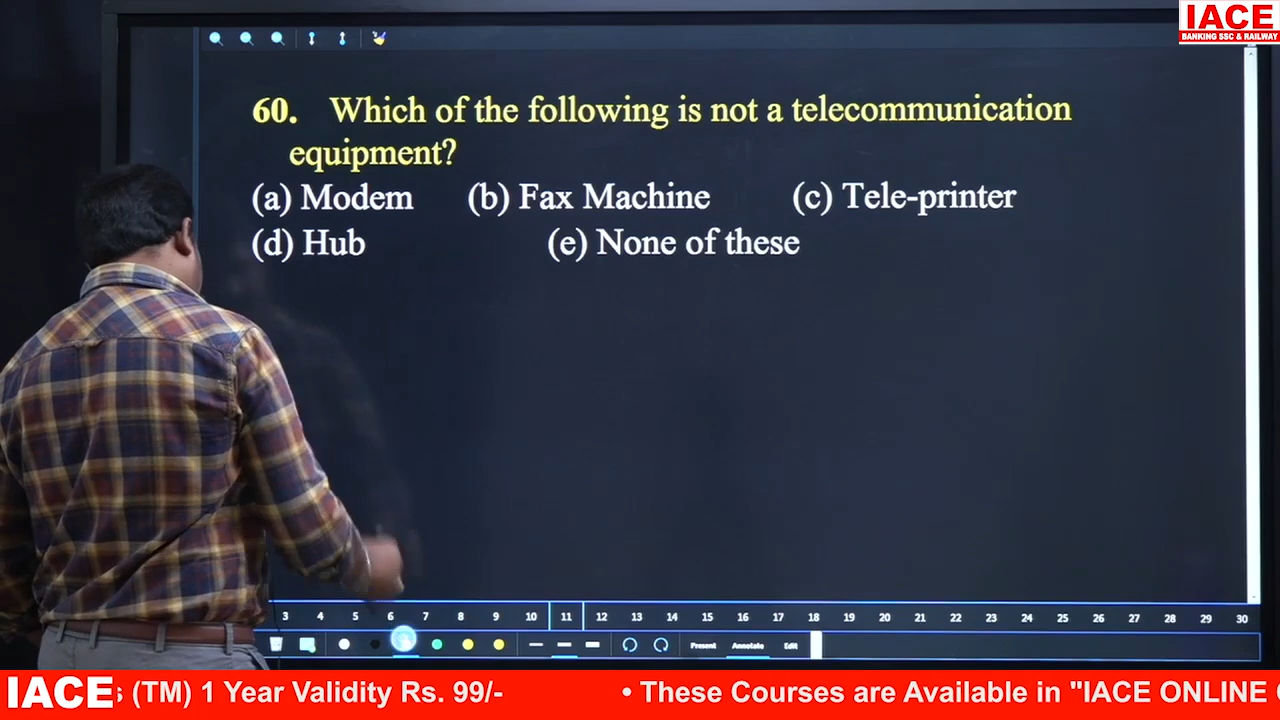 IACE
BANKING SSC & RAILWAY
60. Which of the following is not a telecommunication
equipment?
(a) Modem (b) Fax Machine (c) Tele-printer
(d) Hub (e) None of these
3 4 5 6 7 8 9 10 11 12 13 14 15 16 17 18 19 20 21 22 23 24 25 26 27 28 29 30
Present Annotate Edit
IACE s (TM) 1 Year Validity Rs. 99/- • These Courses are Available in "IACE ONLINE